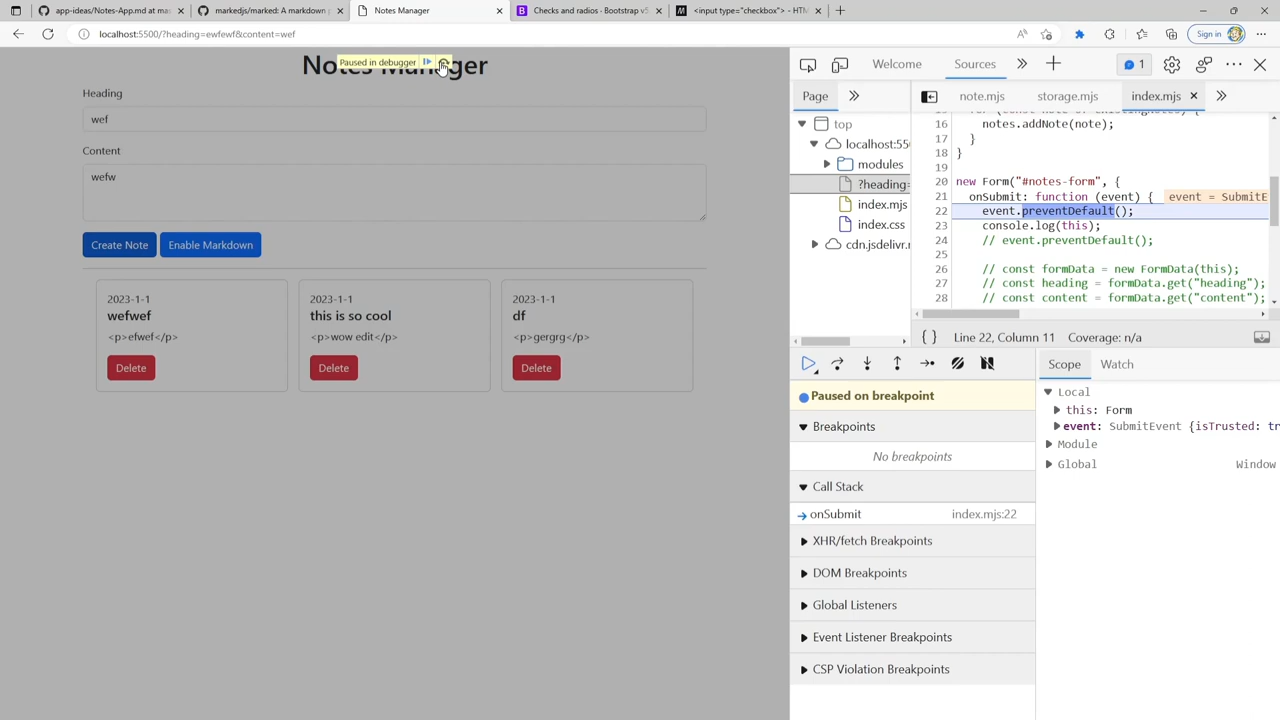 app-ideas/Notes-App.md at mas
markedjs/marked: A markdown p
Notes Manager
Checks and radios - Bootstrap v5
<input type="checkbox"> - HTM
localhost:5500/?heading=ewfewf&content=wef
Sign in
Paused in debugger
Notes Manager
Heading
wef
Content
wefw
Create Note
Enable Markdown
2023-1-1
wefwef
<p>efwef</p>
Delete
2023-1-1
this is so cool
<p>wow edit</p>
Delete
2023-1-1
df
<p>gergrg</p>
Delete
Welcome
Sources
1
Page
top
localhost:550
modules
?heading=
index.mjs
index.css
cdn.jsdelivr.n
note.mjs
storage.mjs
index.mjs
16 notes.addNote(note);
17 }
18 }
19
20 new Form("#notes-form", {
21 onSubmit: function (event) { event = SubmitE
22 event.preventDefault();
23 console.log(this);
24 // event.preventDefault();
25
26 // const formData = new FormData(this);
27 // const heading = formData.get("heading");
28 // const content = formData.get("content");
{ } Line 22, Column 11 Coverage: n/a
Paused on breakpoint
Breakpoints
No breakpoints
Call Stack
onSubmit index.mjs:22
XHR/fetch Breakpoints
DOM Breakpoints
Global Listeners
Event Listener Breakpoints
CSP Violation Breakpoints
Scope
Watch
Local
this: Form
event: SubmitEvent {isTrusted: tr
Module
Global Window